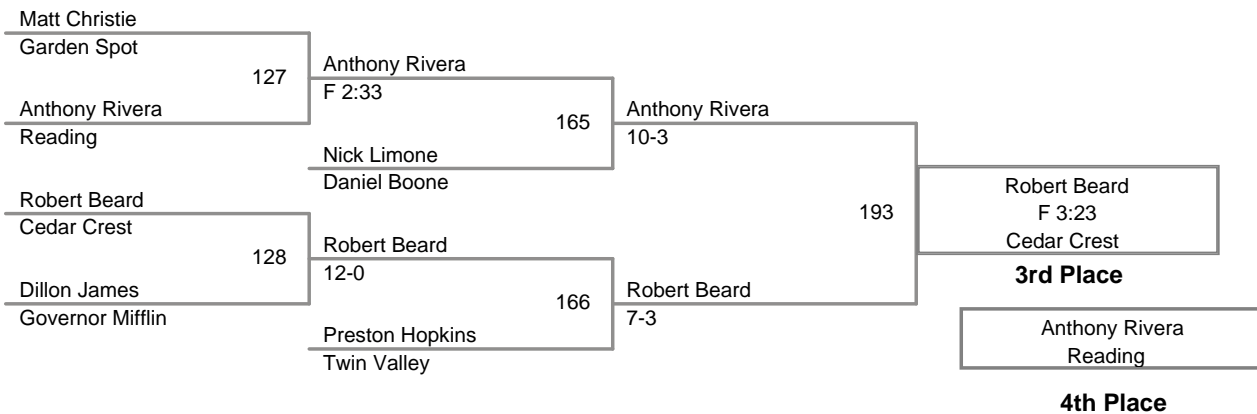 Matt Christie
Garden Spot
127
Anthony Rivera
Reading
Anthony Rivera
F 2:33
165
Nick Limone
Daniel Boone
Anthony Rivera
10-3
Robert Beard
Cedar Crest
128
Dillon James
Governor Mifflin
Robert Beard
12-0
166
Preston Hopkins
Twin Valley
Robert Beard
7-3
193
Robert Beard
F 3:23
Cedar Crest
3rd Place
Anthony Rivera
Reading
4th Place